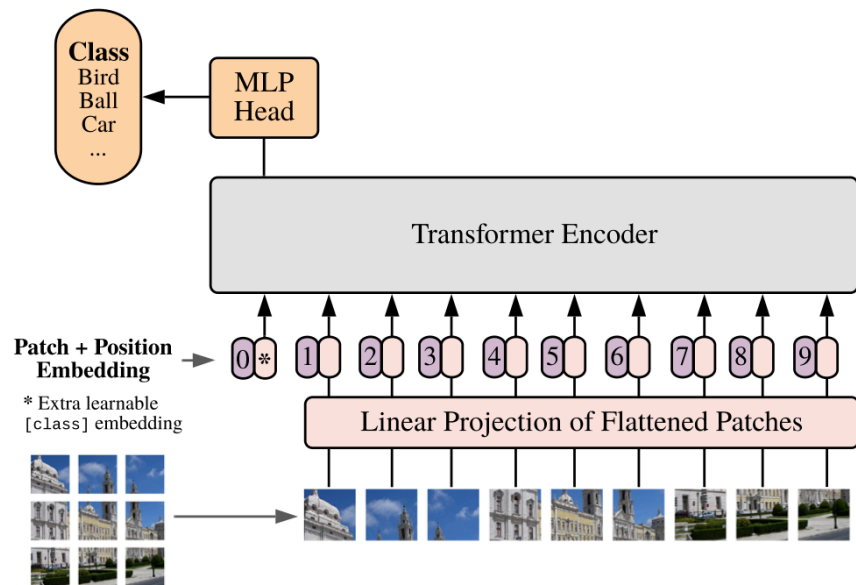 Class
Bird
Ball
Car
...
MLP
Head
Transformer Encoder
Patch + Position
Embedding
0 * 1 2 3 4 5 6 7 8 9
* Extra learnable
[class] embedding
Linear Projection of Flattened Patches